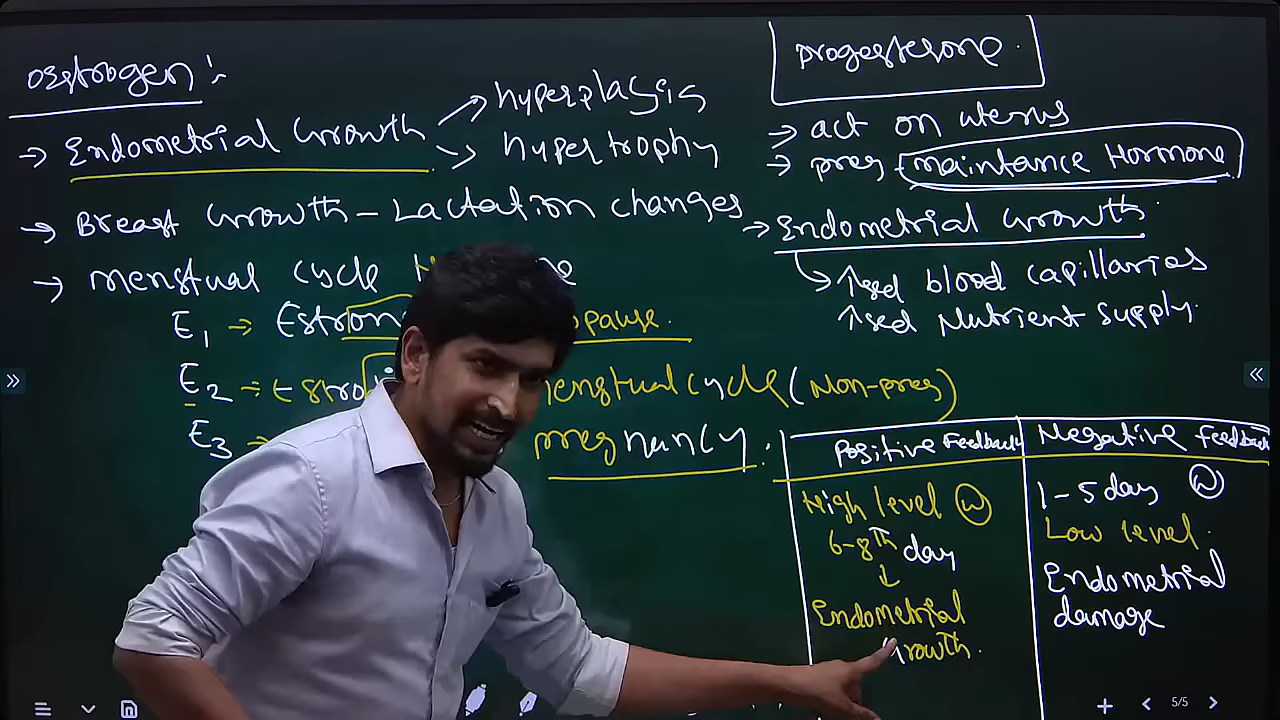 Oestrogen :-
→ Endometrial Growth
↗ hyperplasis
↘ hypertrophy
→ Breast Growth - Lactation changes
→ menstual cycle
E1 → Estron pause.
E2 → Estro menstual cycle (Non-preg)
E3 → pregnancy :
progesterone.
→ act on uterus
→ preg. maintance Hormone
→ Endometrial Growth
↳ ↑sed blood capillaries
↑sed Nutrient supply.
Positive Feedback
High level
6-8th day
↓
Endometrial
Growth.
Negative feedback
1-5 day
Low level.
Endometrial
damage
5/5